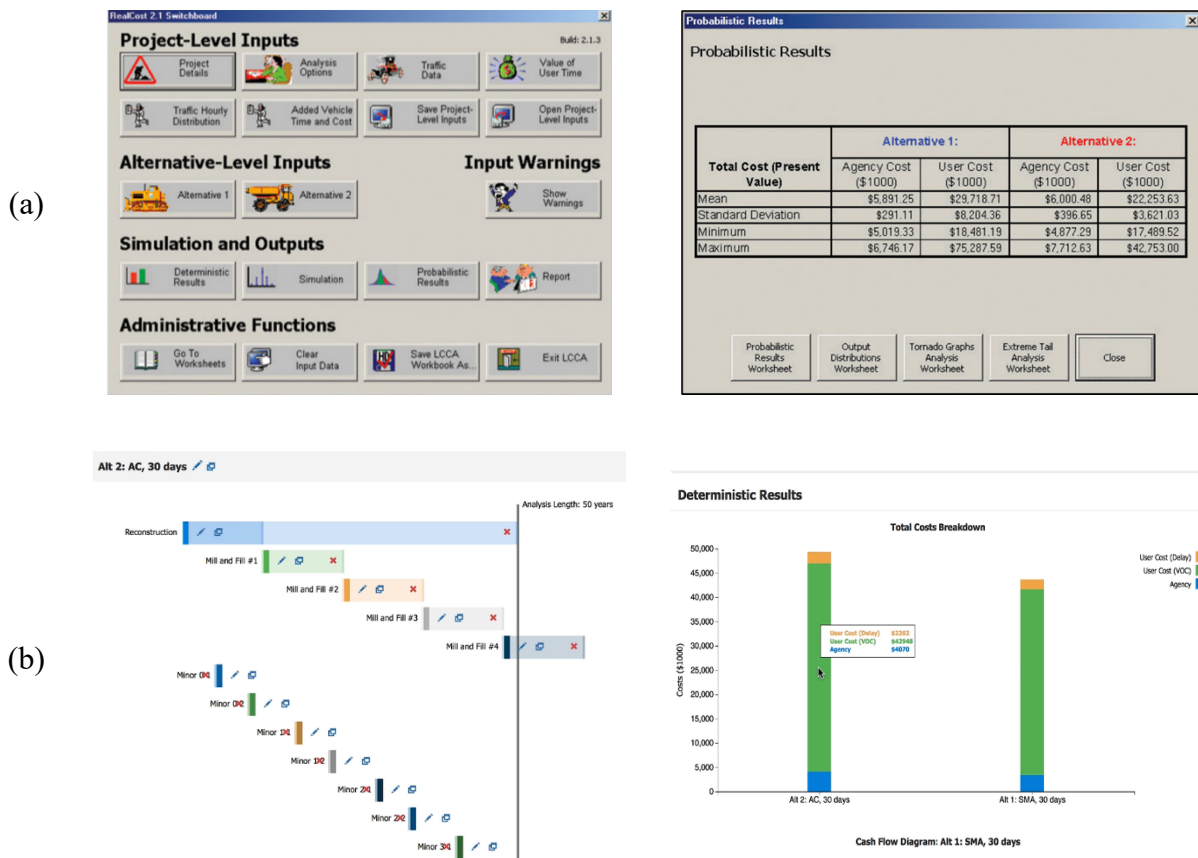 (a)
RealCost 2.1 Switchboard
Project-Level Inputs
Build: 2.1.3
Project Details
Analysis Options
Traffic Data
Value of User Time
Traffic Hourly Distribution
Added Vehicle Time and Cost
Save Project-Level Inputs
Open Project-Level Inputs
Alternative-Level Inputs
Input Warnings
Alternative 1
Alternative 2
Show Warnings
Simulation and Outputs
Deterministic Results
Simulation
Probabilistic Results
Report
Administrative Functions
Go To Worksheets
Clear Input Data
Save LCCA Workbook As...
Exit LCCA
Probabilistic Results
Probabilistic Results
Alternative 1: Alternative 2:
Total Cost (Present Value) Agency Cost ($1000) User Cost ($1000) Agency Cost ($1000) User Cost ($1000)
Mean $5,891.25 $29,718.71 $6,000.48 $22,253.63
Standard Deviation $291.11 $8,204.36 $396.65 $3,621.03
Minimum $5,019.33 $18,481.19 $4,877.29 $17,489.52
Maximum $6,746.17 $75,287.59 $7,712.63 $42,753.00
Probabilistic Results Worksheet
Output Distributions Worksheet
Tornado Graphs Analysis Worksheet
Extreme Tail Analysis Worksheet
Close
(b)
Alt 2: AC, 30 days
Analysis Length: 50 years
Reconstruction
Mill and Fill #1
Mill and Fill #2
Mill and Fill #3
Mill and Fill #4
Minor
Minor
Minor
Minor
Minor
Minor
Minor
Deterministic Results
Total Costs Breakdown
User Cost (Delay)
User Cost (VOC)
Agency
Costs ($1000)
50,000
45,000
40,000
35,000
30,000
25,000
20,000
15,000
10,000
5,000
0
User Cost (Delay) $2362
User Cost (VOC) $42948
Agency $4070
Alt 2: AC, 30 days
Alt 1: SMA, 30 days
Cash Flow Diagram: Alt 1: SMA, 30 days